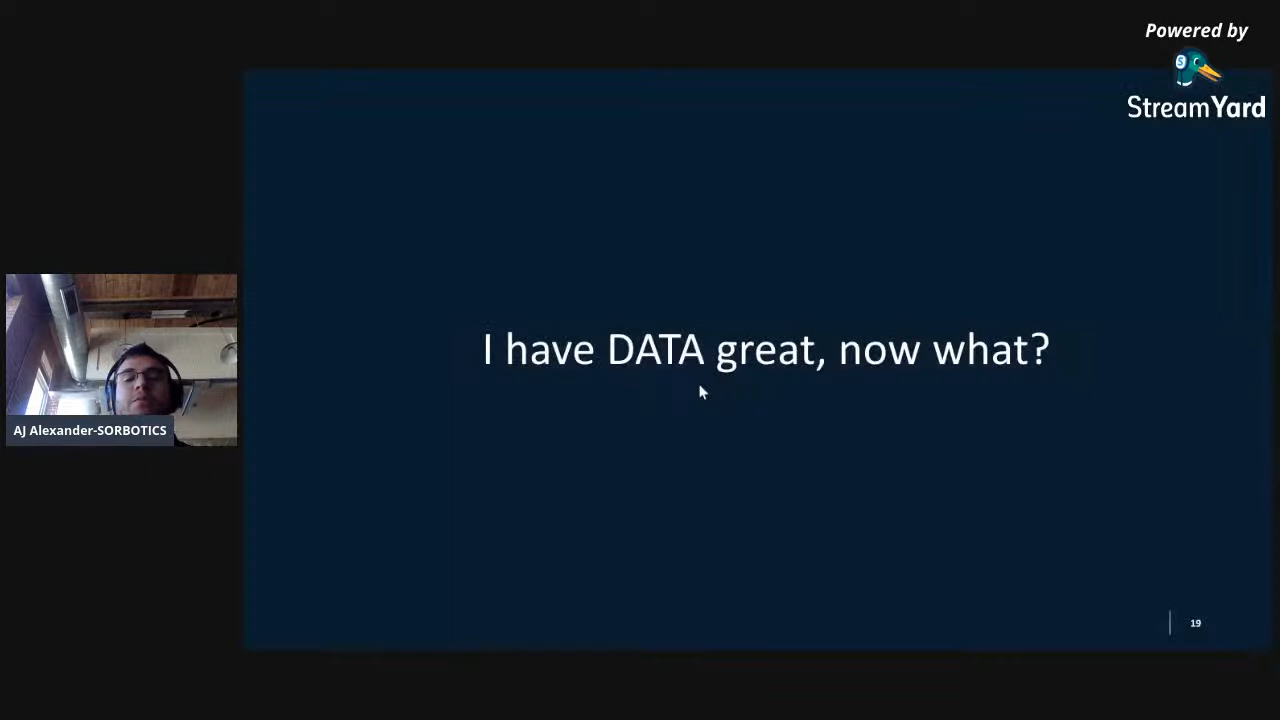 Powered by
S
StreamYard
I have DATA great, now what?
AJ Alexander-SORBOTICS
19